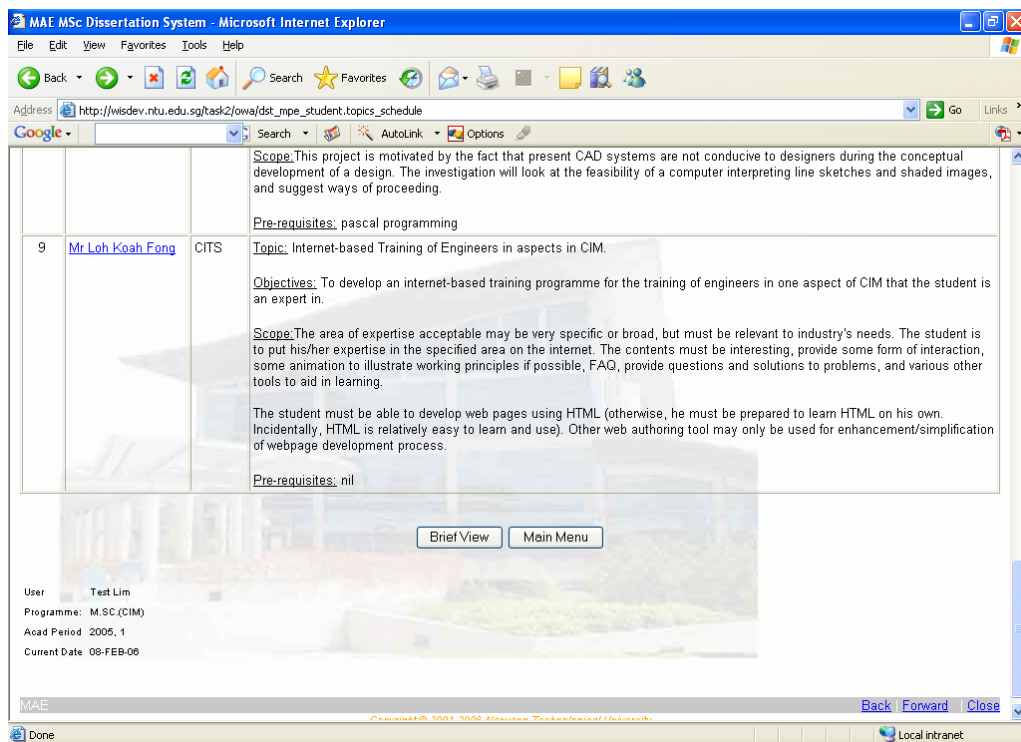 MAE MSc Dissertation System - Microsoft Internet Explorer
File Edit View Favorites Tools Help
Back Search Favorites
Address http://wisdev.ntu.edu.sg/task2/owa/dst_mpe_student.topics_schedule Go Links
Google Search AutoLink Options
Scope:This project is motivated by the fact that present CAD systems are not conducive to designers during the conceptual
development of a design. The investigation will look at the feasibility of a computer interpreting line sketches and shaded images,
and suggest ways of proceeding.
Pre-requisites: pascal programming
9 Mr Loh Koah Fong CITS Topic: Internet-based Training of Engineers in aspects in CIM.
Objectives: To develop an internet-based training programme for the training of engineers in one aspect of CIM that the student is
an expert in.
Scope:The area of expertise acceptable may be very specific or broad, but must be relevant to industry's needs. The student is
to put his/her expertise in the specified area on the internet. The contents must be interesting, provide some form of interaction,
some animation to illustrate working principles if possible, FAQ, provide questions and solutions to problems, and various other
tools to aid in learning.
The student must be able to develop web pages using HTML (otherwise, he must be prepared to learn HTML on his own.
Incidentally, HTML is relatively easy to learn and use). Other web authoring tool may only be used for enhancement/simplification
of webpage development process.
Pre-requisites: nil
Brief View Main Menu
User Test Lim
Programme: M.SC.(CIM)
Acad Period 2005, 1
Current Date 08-FEB-06
MAE Back Forward Close
Copyright © 2001-2006 Nanyang Technological University
Done Local intranet